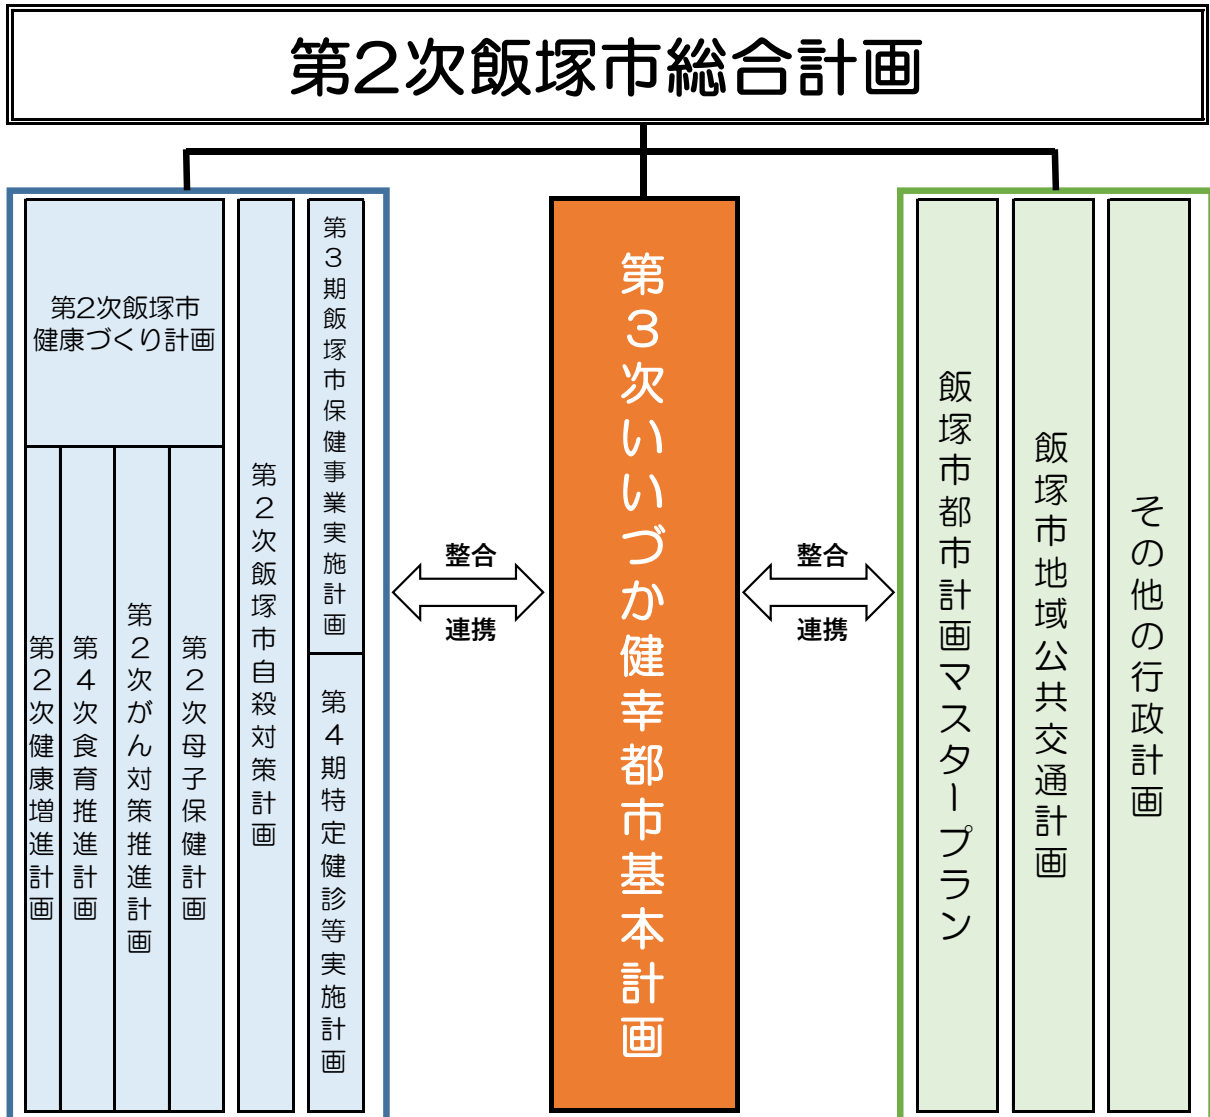 第2次飯塚市総合計画
第2次飯塚市
健康づくり計画
第2次健康増進計画
第4次食育推進計画
第2次がん対策推進計画
第2次母子保健計画
第2次飯塚市自殺対策計画
第3期飯塚市保健事業実施計画
第4期特定健診等実施計画
整合
連携
第3次いいづか健幸都市基本計画
整合
連携
飯塚市都市計画マスタープラン
飯塚市地域公共交通計画
その他の行政計画